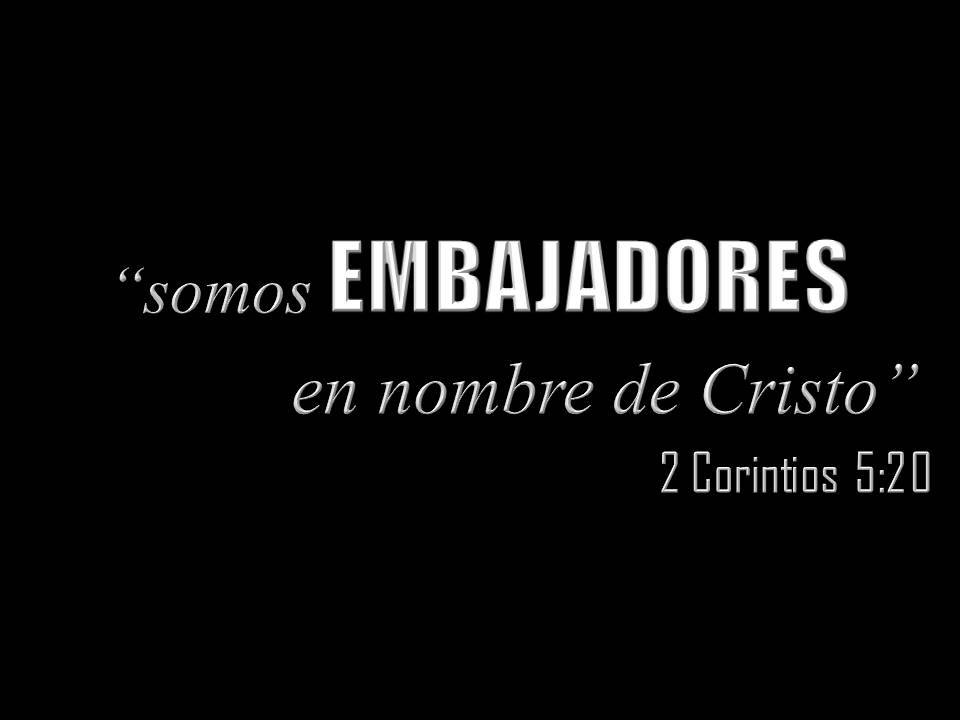 “somos EMBAJADORES
en nombre de Cristo”
2 Corintios 5:20